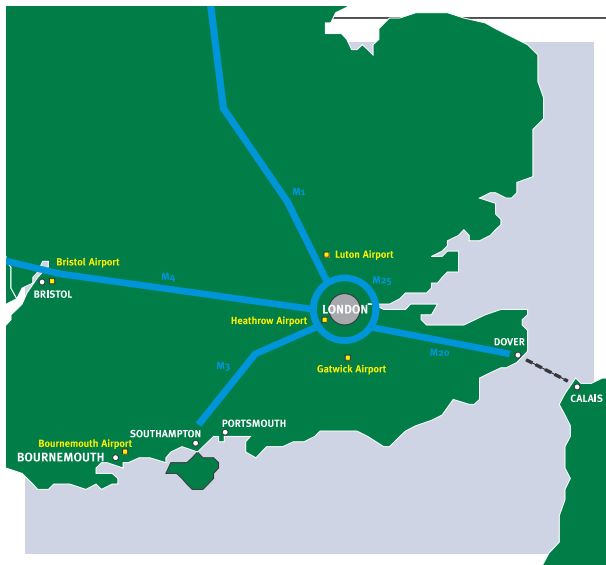 M1
Luton Airport
Bristol Airport
M4
M25
BRISTOL
LONDON
Heathrow Airport
M20
DOVER
M3
Gatwick Airport
CALAIS
PORTSMOUTH
SOUTHAMPTON
Bournemouth Airport
BOURNEMOUTH